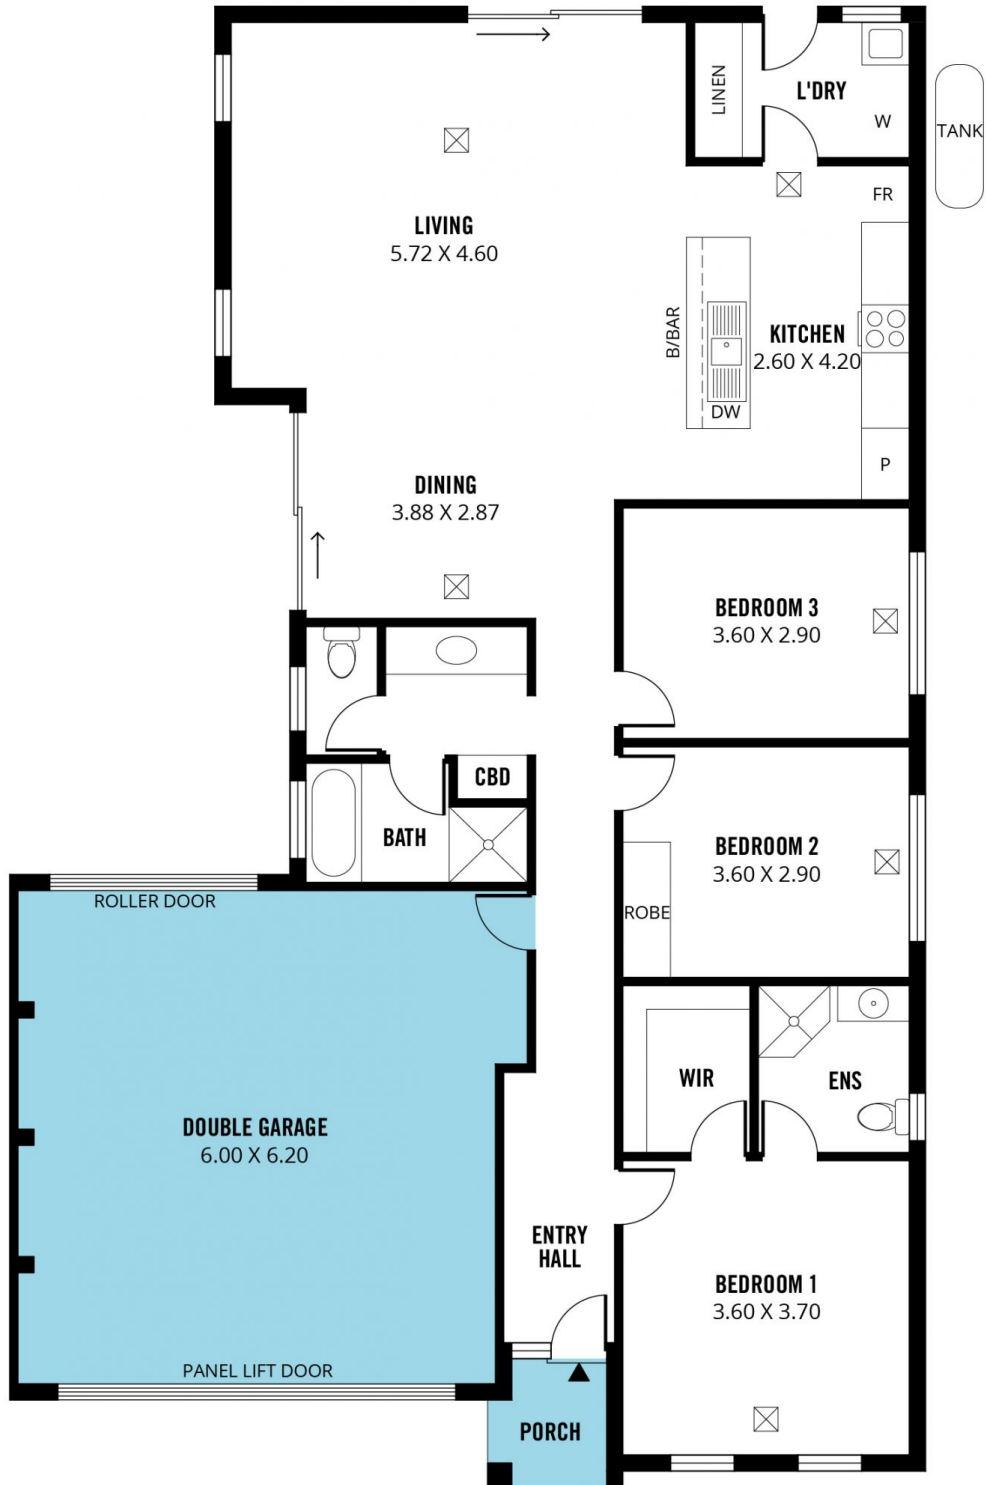 LINEN
L'DRY
W
TANK
FR
LIVING
5.72 X 4.60
B/BAR
KITCHEN
2.60 X 4.20
DW
P
DINING
3.88 X 2.87
BEDROOM 3
3.60 X 2.90
CBD
BATH
BEDROOM 2
3.60 X 2.90
ROBE
ROLLER DOOR
WIR
ENS
DOUBLE GARAGE
6.00 X 6.20
ENTRY
HALL
BEDROOM 1
3.60 X 3.70
PANEL LIFT DOOR
PORCH